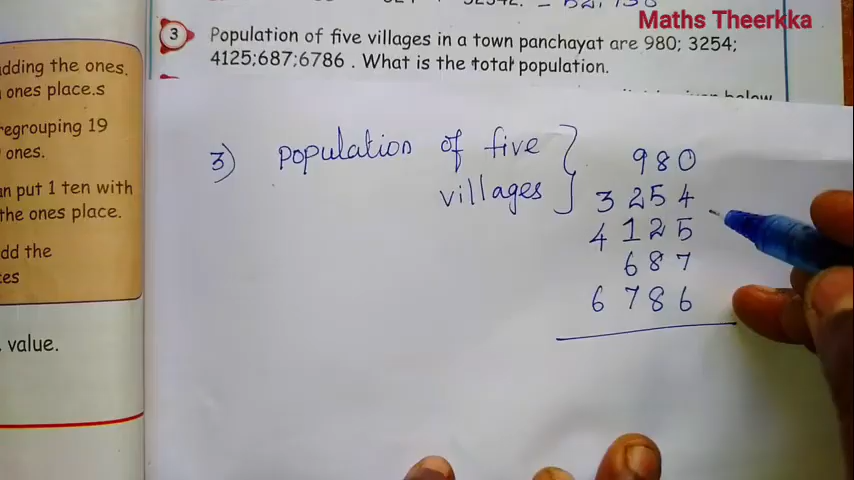 Maths Theerkka
3 Population of five villages in a town panchayat are 980; 3254;
4125;687;6786 . What is the total population.
adding the ones.
ones place.s
regrouping 19
ones.
an put 1 ten with
the ones place.
dd the
value.
3) population of five
villages
980
3254
4125
687
6786